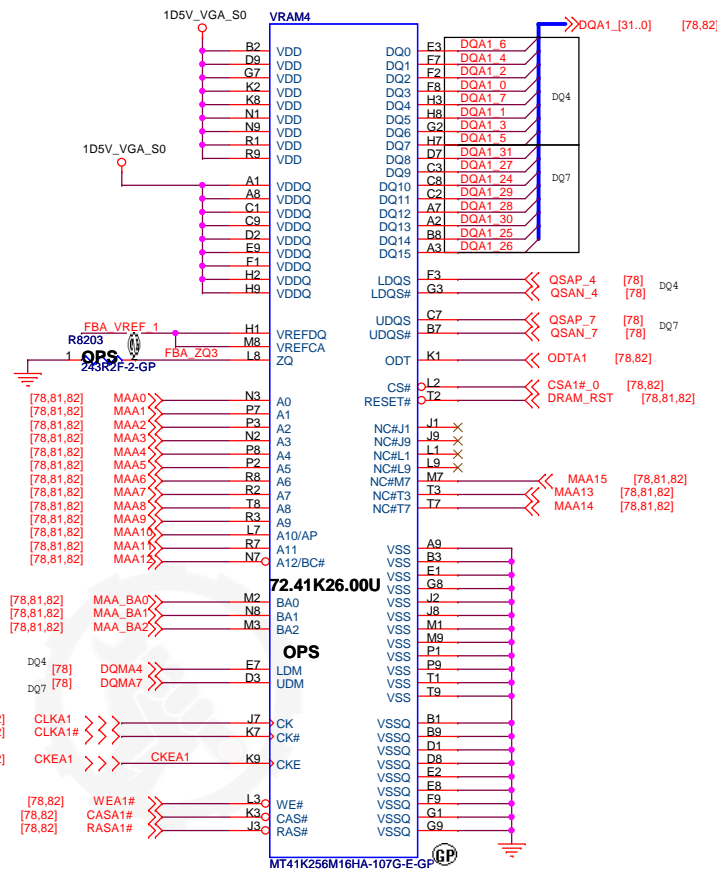 1D5V_VGA_S0
VRAM4
DQA1_[31..0] [78,82]
B2 VDD DQ0 E3 DQA1_6
D9 VDD DQ1 F7 DQA1_4
G7 VDD DQ2 F2 DQA1_2
K2 VDD DQ3 F8 DQA1_0
K8 VDD DQ4 H3 DQA1_7 DQ4
N1 VDD DQ5 H8 DQA1_1
N9 VDD DQ6 G2 DQA1_3
R1 VDD DQ7 H7 DQA1_5
R9 VDD DQ8 D7 DQA1_31
1D5V_VGA_S0
DQ9 C3 DQA1_27
A1 VDDQ DQ10 C8 DQA1_24 DQ7
A8 VDDQ DQ11 C2 DQA1_29
C1 VDDQ DQ12 A7 DQA1_28
C9 VDDQ DQ13 A2 DQA1_30
D2 VDDQ DQ14 B8 DQA1_25
E9 VDDQ DQ15 A3 DQA1_26
F1 VDDQ
H2 VDDQ LDQS F3 QSAP_4 [78]
H9 VDDQ LDQS# G3 QSAN_4 [78] DQ4
UDQS C7 QSAP_7 [78]
FBA_VREF_1 H1 VREFDQ UDQS# B7 QSAN_7 [78] DQ7
R8203 M8 VREFCA
1 OPS FBA_ZQ3 L8 ZQ ODT K1 ODTA1 [78,82]
243R2F-2-GP
CS# L2 CSA1#_0 [78,82]
[78,81,82] MAA0 N3 A0 RESET# T2 DRAM_RST [78,81,82]
[78,81,82] MAA1 P7 A1
[78,81,82] MAA2 P3 A2 NC#J1 J1
[78,81,82] MAA3 N2 A3 NC#J9 J9
[78,81,82] MAA4 P8 A4 NC#L1 L1
[78,81,82] MAA5 P2 A5 NC#L9 L9
[78,81,82] MAA6 R8 A6 NC#M7 M7 MAA15 [78,81,82]
[78,81,82] MAA7 R2 A7 NC#T3 T3 MAA13 [78,81,82]
[78,81,82] MAA8 T8 A8 NC#T7 T7 MAA14 [78,81,82]
[78,81,82] MAA9 R3 A9
[78,81,82] MAA10 L7 A10/AP
[78,81,82] MAA11 R7 A11 VSS A9
[78,81,82] MAA12 N7 A12/BC# VSS B3
VSS E1
72.41K26.00U VSS G8
[78,81,82] MAA_BA0 M2 BA0 VSS J2
[78,81,82] MAA_BA1 N8 BA1 VSS J8
[78,81,82] MAA_BA2 M3 BA2 VSS M1
VSS M9
OPS VSS P1
DQ4 [78] DQMA4 E7 LDM VSS P9
DQ7 [78] DQMA7 D3 UDM VSS T1
VSS T9
CLKA1 J7 CK VSSQ B1
CLKA1# K7 CK# VSSQ B9
VSSQ D1
CKEA1 CKEA1 K9 CKE VSSQ D8
VSSQ E2
VSSQ E8
[78,82] WEA1# L3 WE# VSSQ F9
[78,82] CASA1# K3 CAS# VSSQ G1
[78,82] RASA1# J3 RAS# VSSQ G9
MT41K256M16HA-107G-E-GP GP